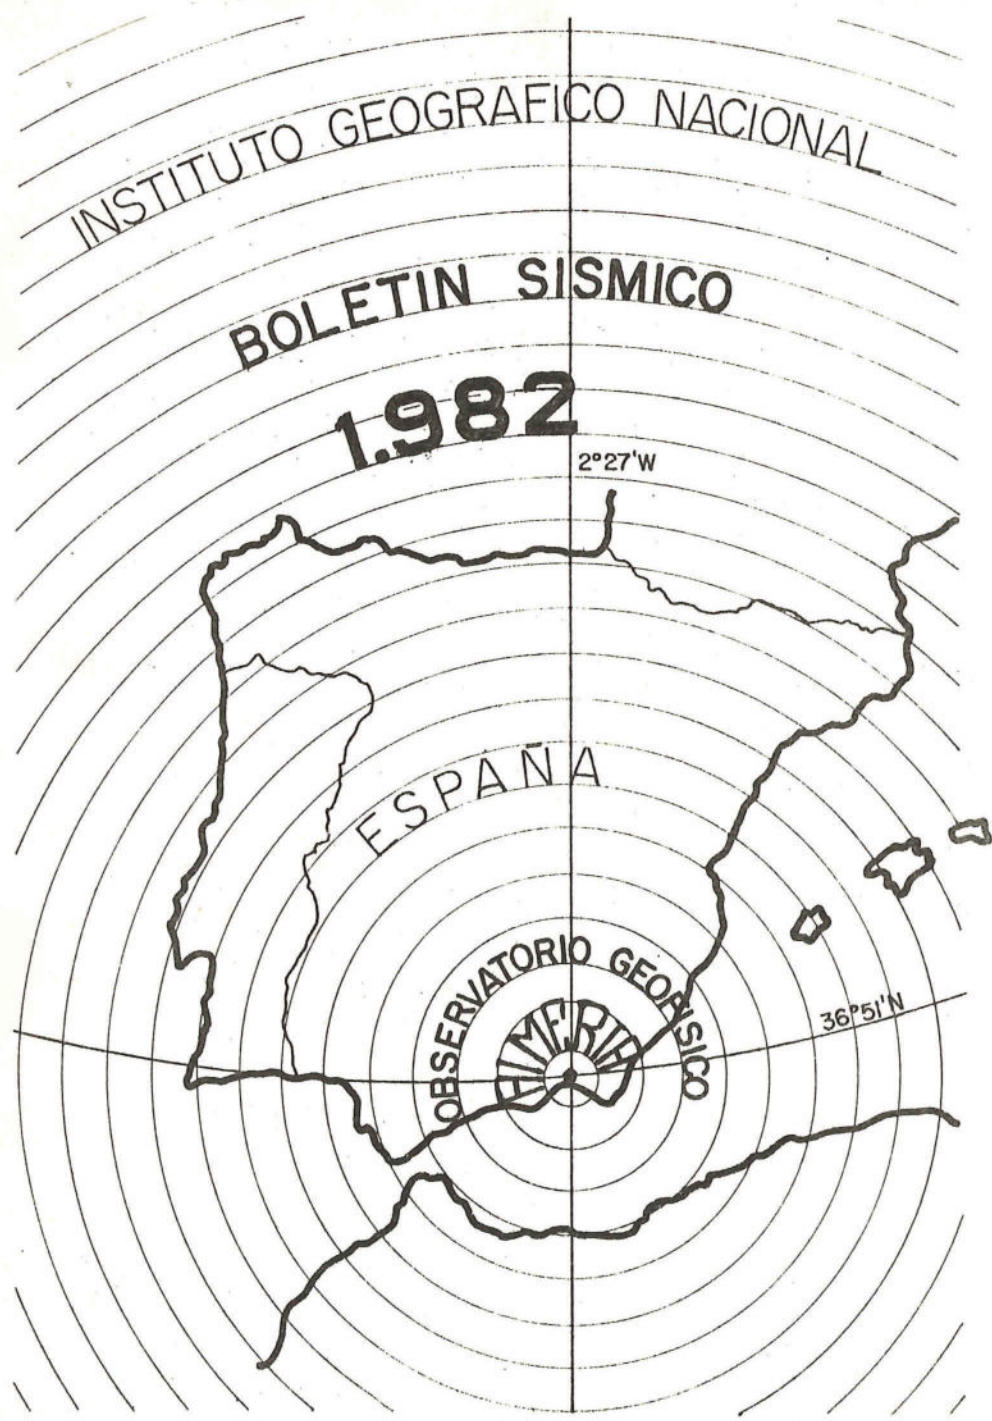 INSTITUTO GEOGRAFICO NACIONAL
BOLETIN SISMICO
1.982
2°27'W
ESPAÑA
OBSERVATORIO GEOFISICO
36°51'N
ALMERIA